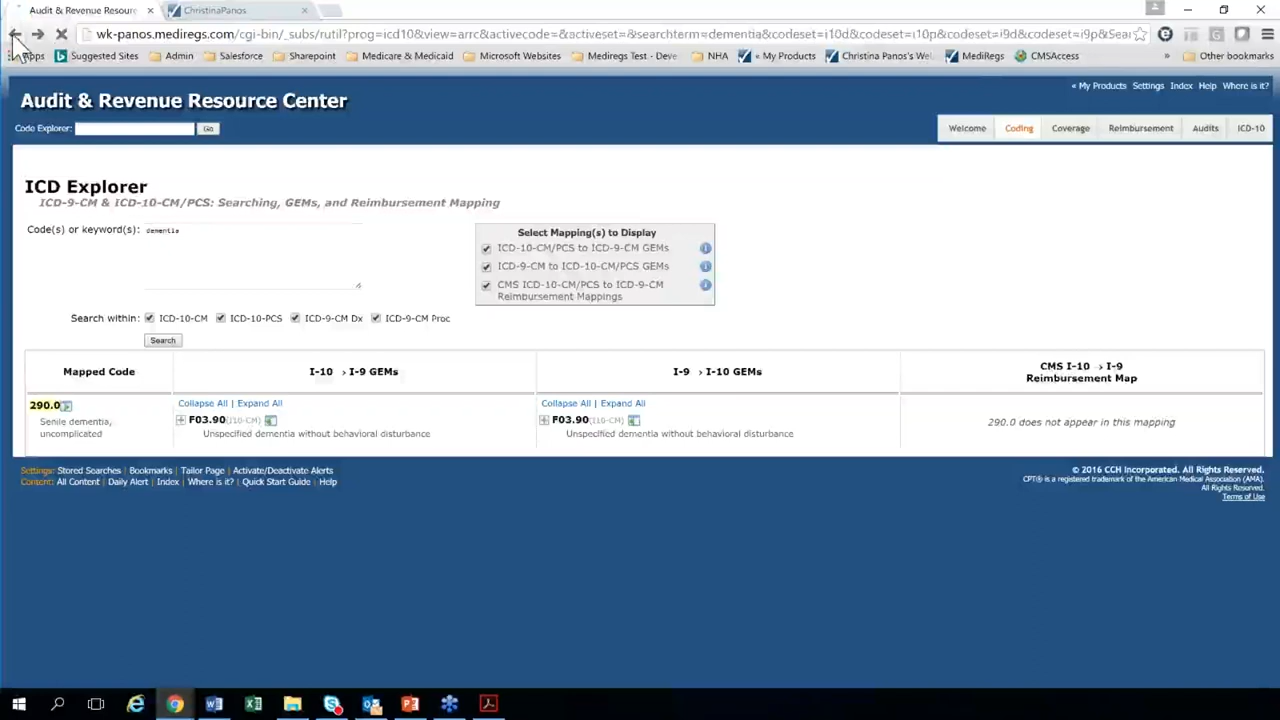 Audit & Revenue Resour ×
ChristinaPanos ×
wk-panos.mediregs.com/cgi-bin/_subs/rutil?prog=icd10&view=arrc&activecode=&activeset=&searchterm=dementia&codeset=i10d&codeset=i10p&codeset=i9d&codeset=i9p&Sear
Apps Suggested Sites Admin Salesforce Sharepoint Medicare & Medicaid Microsoft Websites Mediregs Test - Deve NHA « My Products Christina Panos's Wel MediRegs CMSAccess » Other bookmarks
« My Products Settings Index Help Where is it?
Audit & Revenue Resource Center
Code Explorer: Go
Welcome Coding Coverage Reimbursement Audits ICD-10
ICD Explorer
ICD-9-CM & ICD-10-CM/PCS: Searching, GEMs, and Reimbursement Mapping
Code(s) or keyword(s): dementia
Select Mapping(s) to Display
ICD-10-CM/PCS to ICD-9-CM GEMs
ICD-9-CM to ICD-10-CM/PCS GEMs
CMS ICD-10-CM/PCS to ICD-9-CM
Reimbursement Mappings
Search within: ICD-10-CM ICD-10-PCS ICD-9-CM Dx ICD-9-CM Proc
Search
Mapped Code
I-10 > I-9 GEMs
I-9 > I-10 GEMs
CMS I-10 > I-9
Reimbursement Map
290.0
Senile dementia,
uncomplicated
Collapse All | Expand All
F03.90(I10-CM)
Unspecified dementia without behavioral disturbance
Collapse All | Expand All
F03.90(I10-CM)
Unspecified dementia without behavioral disturbance
290.0 does not appear in this mapping
Settings: Stored Searches | Bookmarks | Tailor Page | Activate/Deactivate Alerts
Content: All Content | Daily Alert | Index | Where is it? | Quick Start Guide | Help
© 2016 CCH Incorporated. All Rights Reserved.
CPT® is a registered trademark of the American Medical Association (AMA).
All Rights Reserved.
Terms of Use